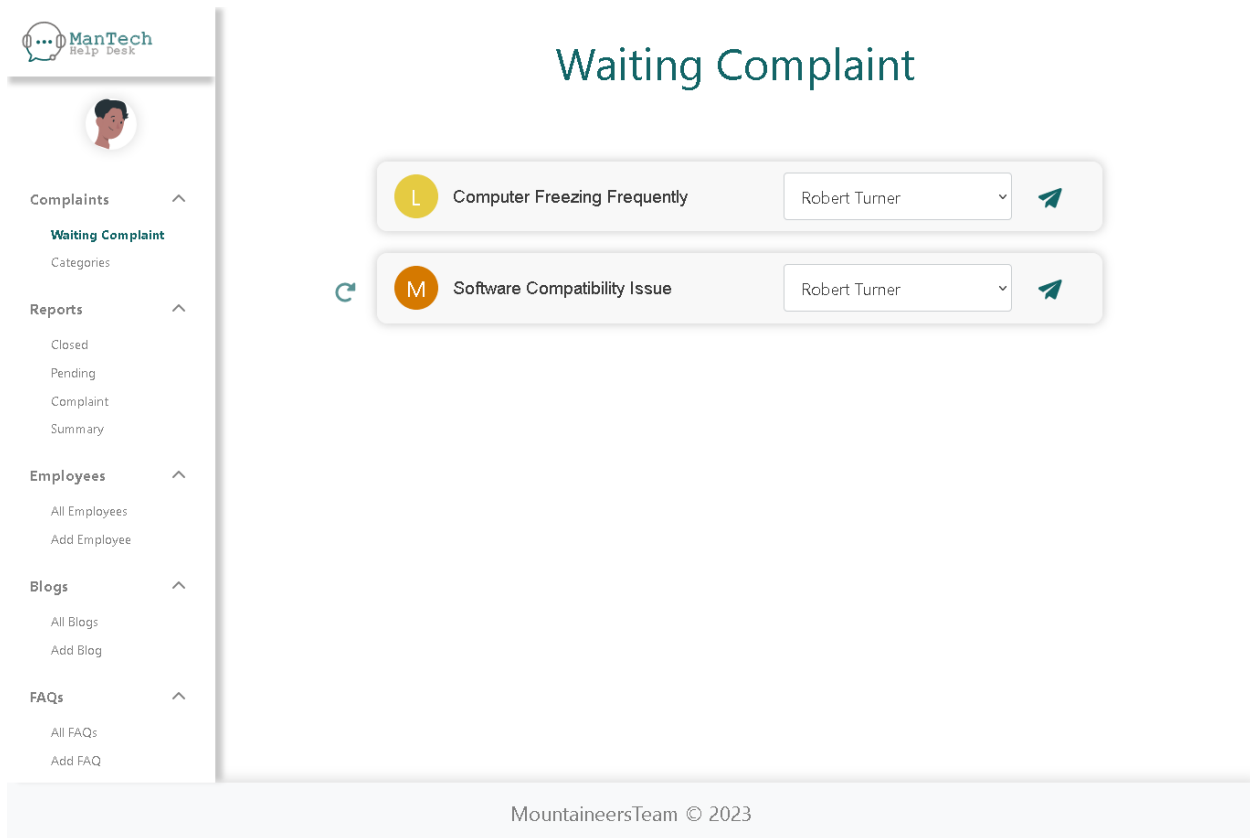 ManTech
Help Desk
Waiting Complaint
Complaints
Waiting Complaint
Categories
Reports
Closed
Pending
Complaint
Summary
Employees
All Employees
Add Employee
Blogs
All Blogs
Add Blog
FAQs
All FAQs
Add FAQ
L Computer Freezing Frequently Robert Turner
M Software Compatibility Issue Robert Turner
MountaineersTeam © 2023